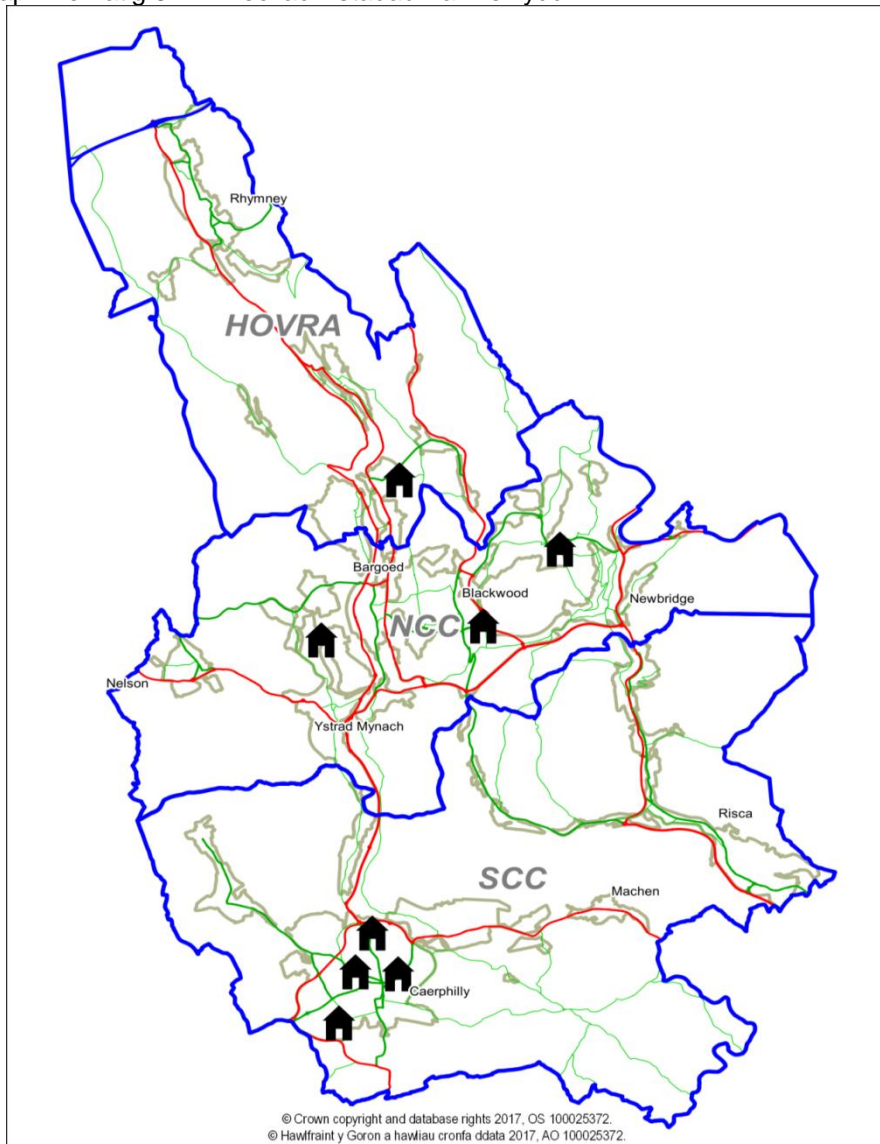 Rhymney
HOVRA
Bargoed
Blackwood
NCC
Newbridge
Nelson
Ystrad Mynach
Risca
SCC
Machen
Caerphilly
© Crown copyright and database rights 2017, OS 100025372.
© Hawlfraint y Goron a hawliau cronfa ddata 2017, AO 100025372.